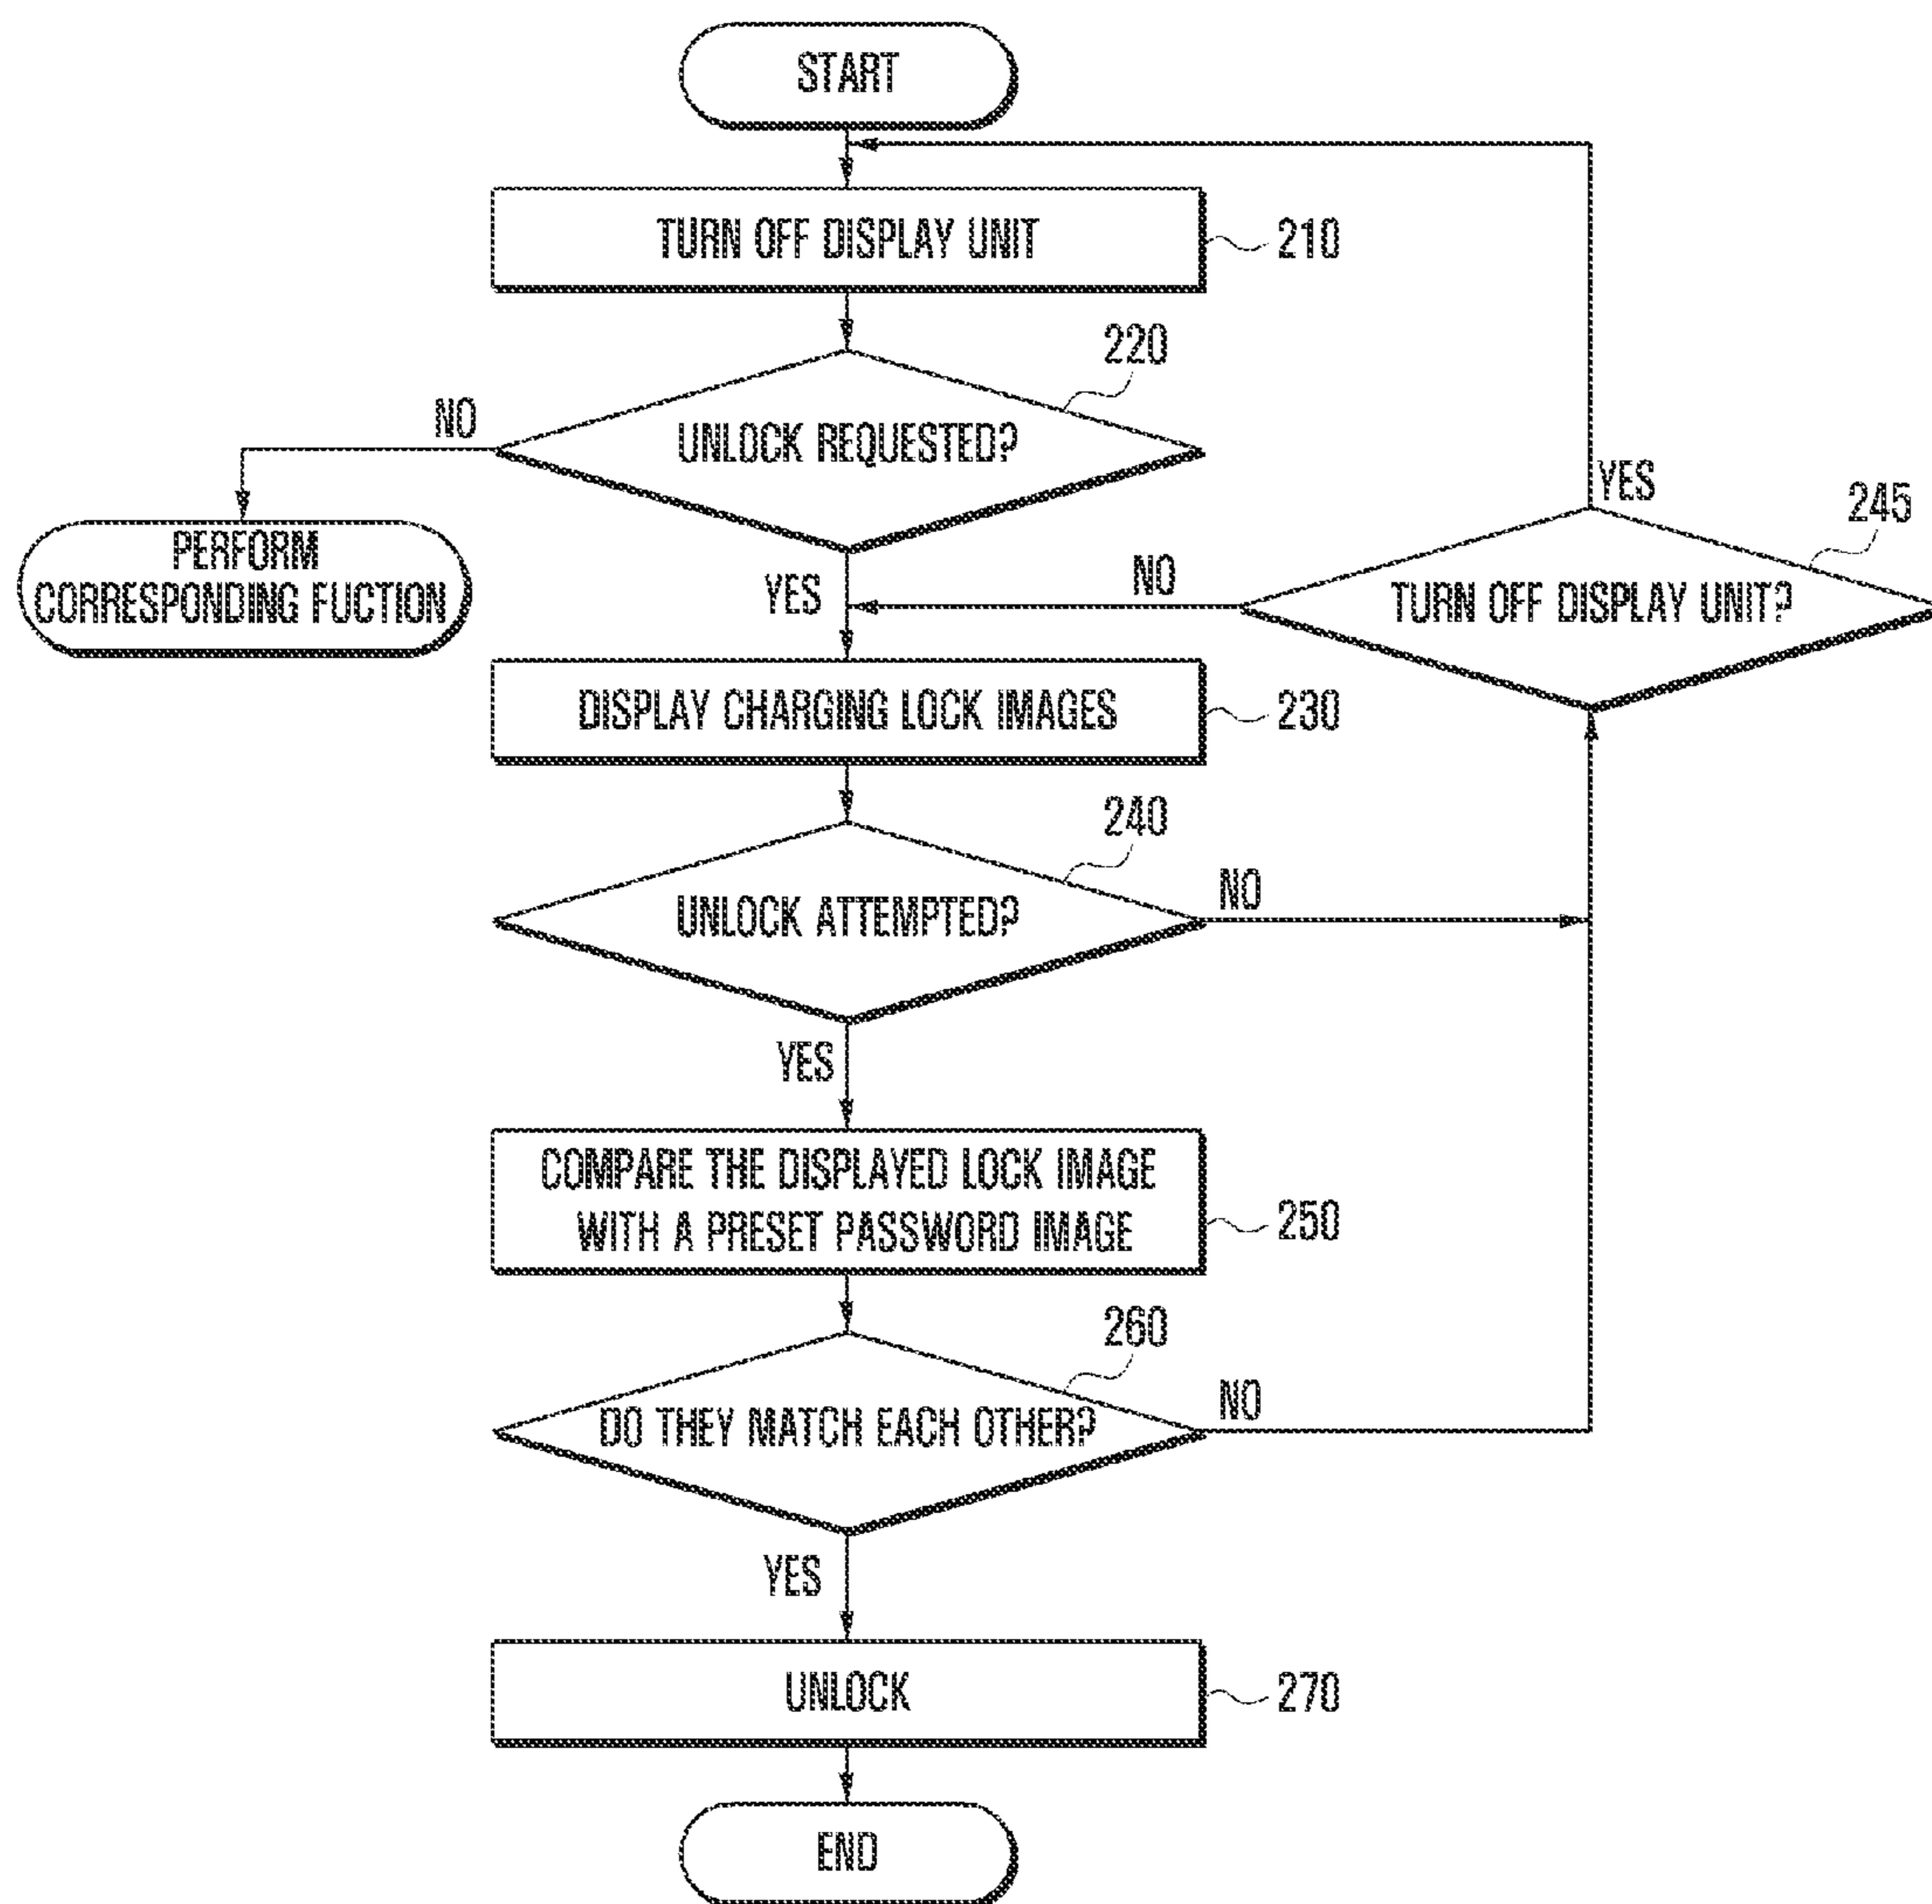 START
TURN OFF DISPLAY UNIT
210
220
UNLOCK REQUESTED?
NO
PERFORM
CORRESPONDING FUCTION
YES
YES
245
TURN OFF DISPLAY UNIT?
NO
DISPLAY CHARGING LOCK IMAGES
230
240
UNLOCK ATTEMPTED?
NO
YES
COMPARE THE DISPLAYED LOCK IMAGE
WITH A PRESET PASSWORD IMAGE
250
260
DO THEY MATCH EACH OTHER?
NO
YES
UNLOCK
270
END